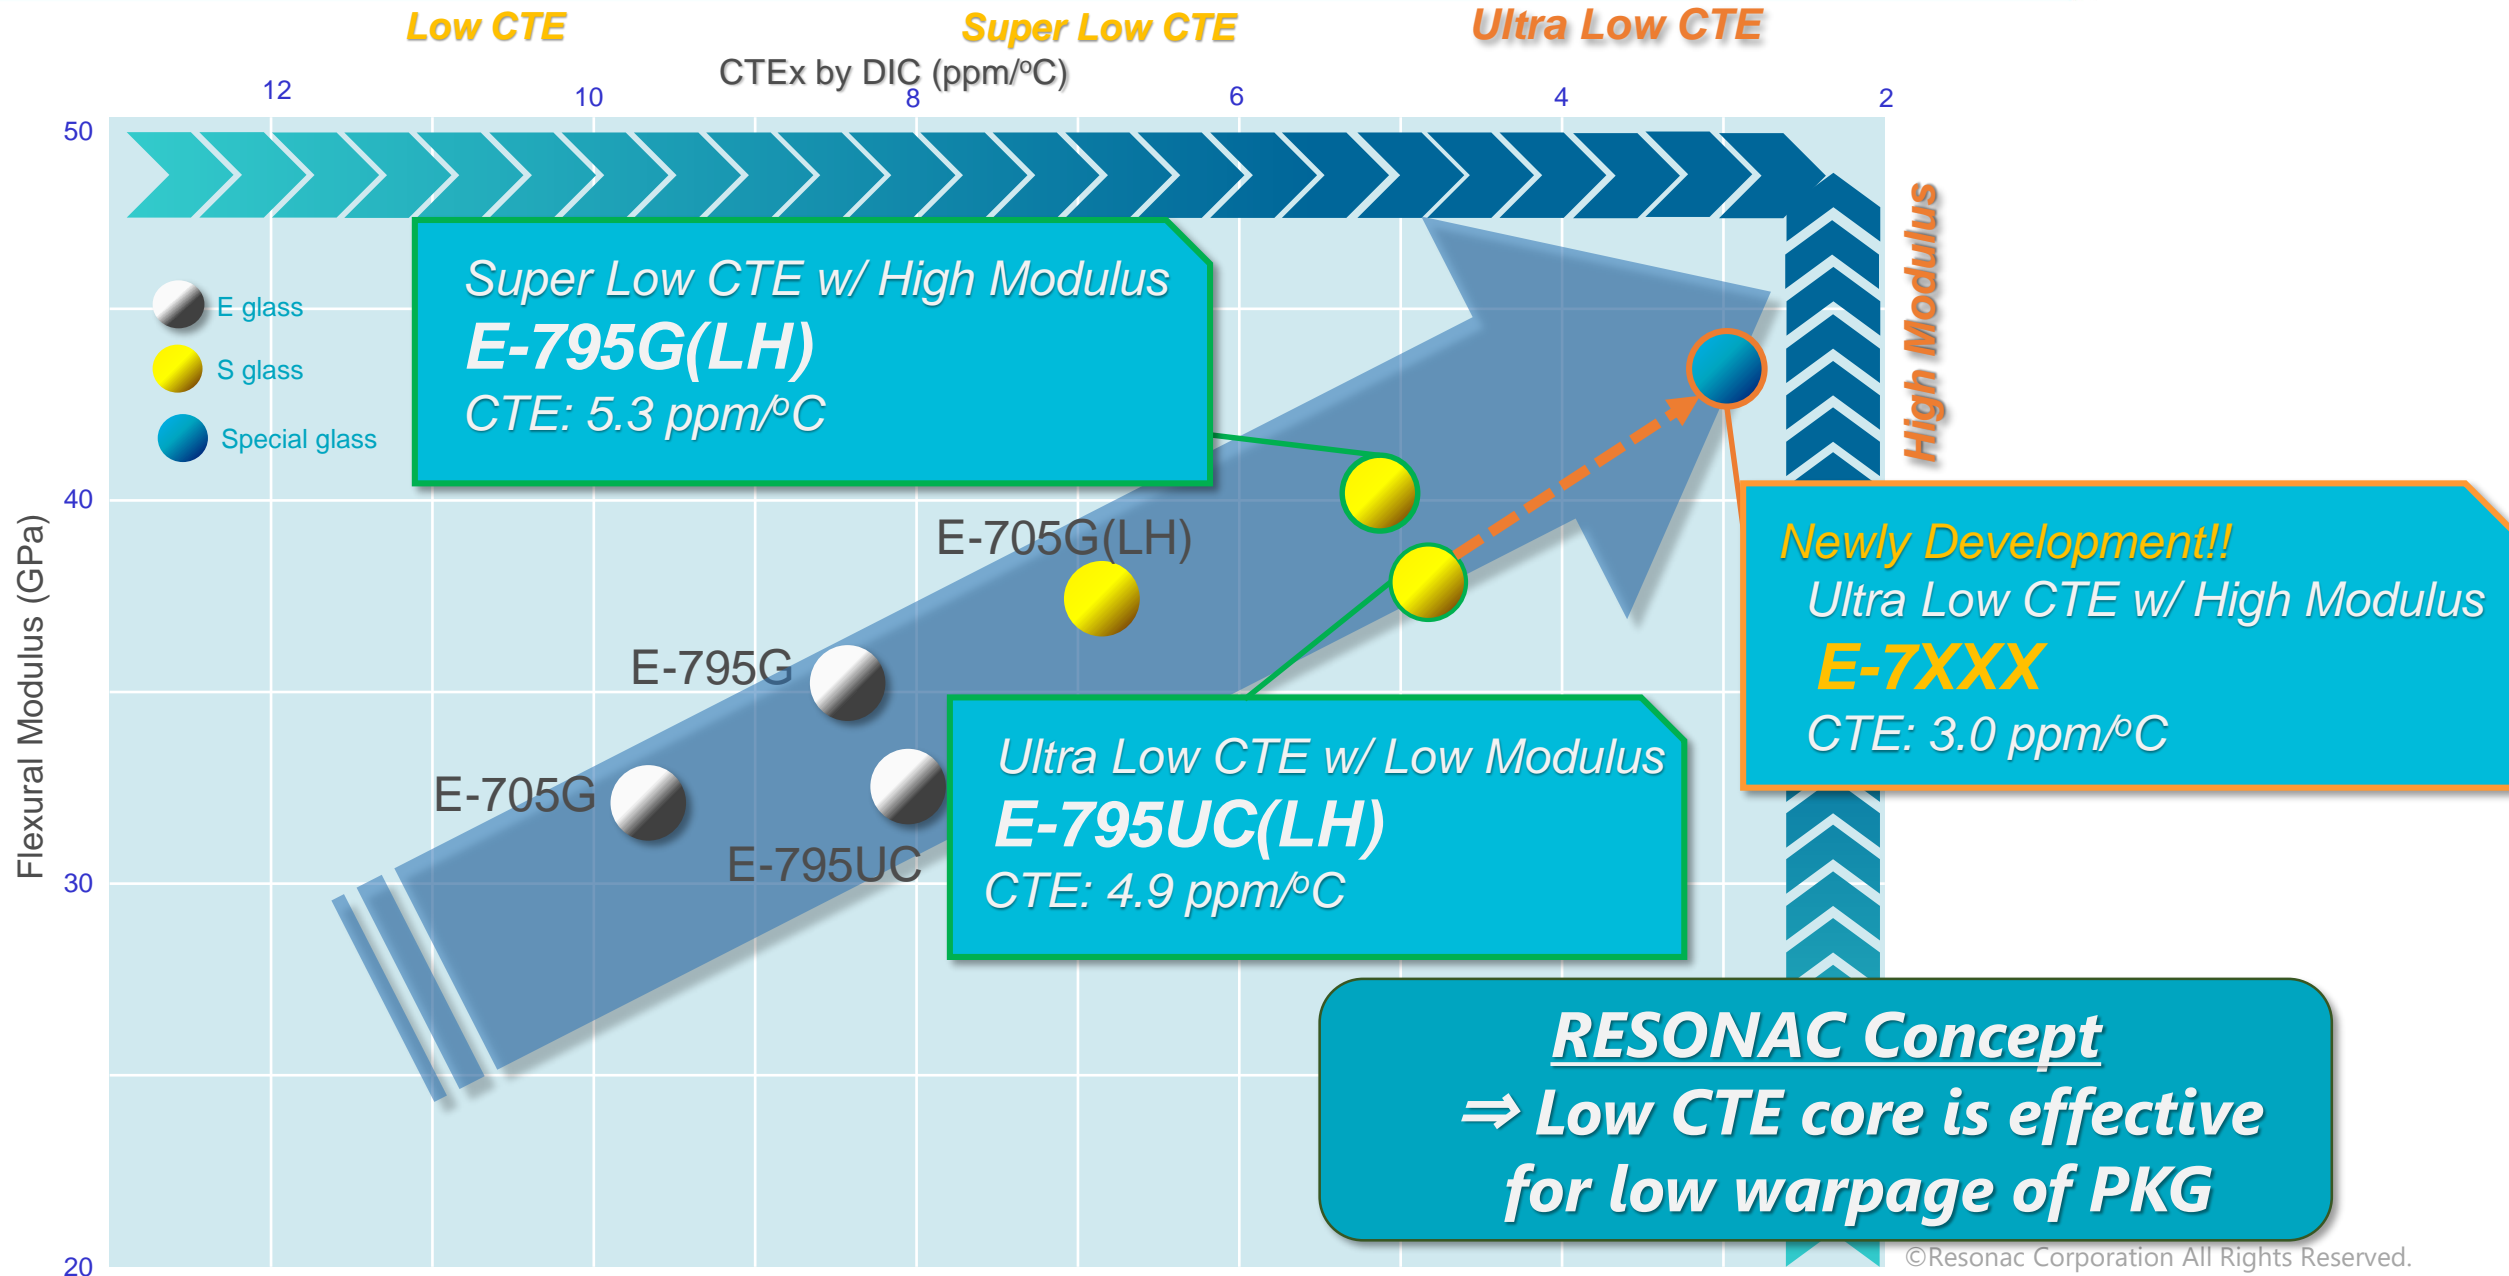 Low CTE
Super Low CTE
Ultra Low CTE
CTEx by DIC (ppm/°C)
12
10
8
6
4
2
50
40
30
20
Flexural Modulus (GPa)
High Modulus
E glass
S glass
Special glass
Super Low CTE w/ High Modulus
E-795G(LH)
CTE: 5.3 ppm/°C
E-705G(LH)
E-795G
E-705G
E-795UC
Newly Development!!
Ultra Low CTE w/ High Modulus
E-7XXX
CTE: 3.0 ppm/°C
Ultra Low CTE w/ Low Modulus
E-795UC(LH)
CTE: 4.9 ppm/°C
RESONAC Concept
⇒ Low CTE core is effective
for low warpage of PKG
©Resonac Corporation All Rights Reserved.